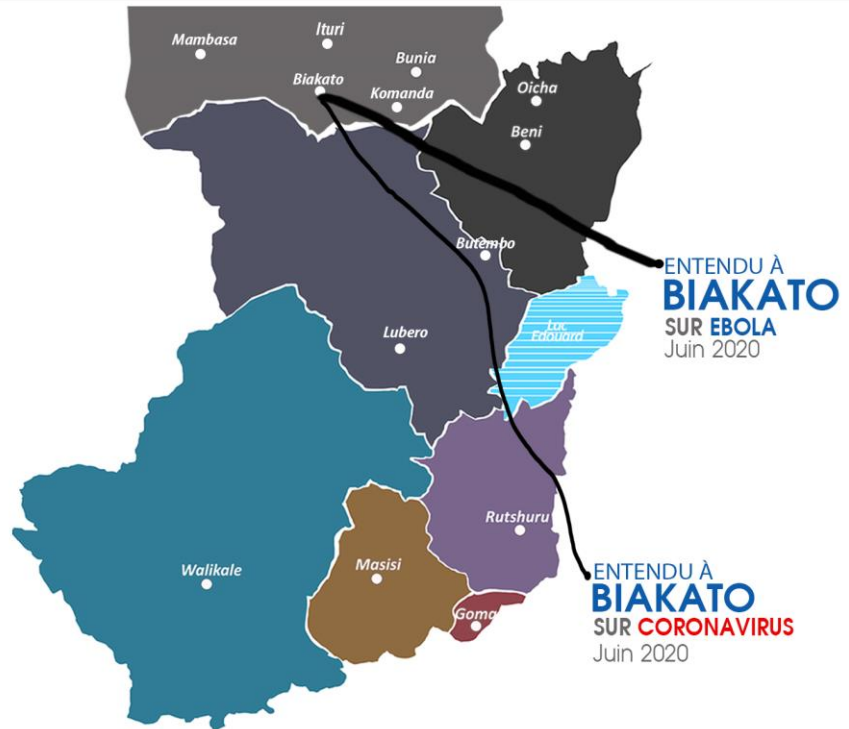 Ituri
Mambasa
Bunia
Biakato
Komanda
Oicha
Beni
Butembo
ENTENDU À
BIAKATO
SUR EBOLA
Juin 2020
Lac
Edouard
Lubero
Rutshuru
Masisi
Walikale
ENTENDU À
BIAKATO
SUR CORONAVIRUS
Juin 2020
Goma